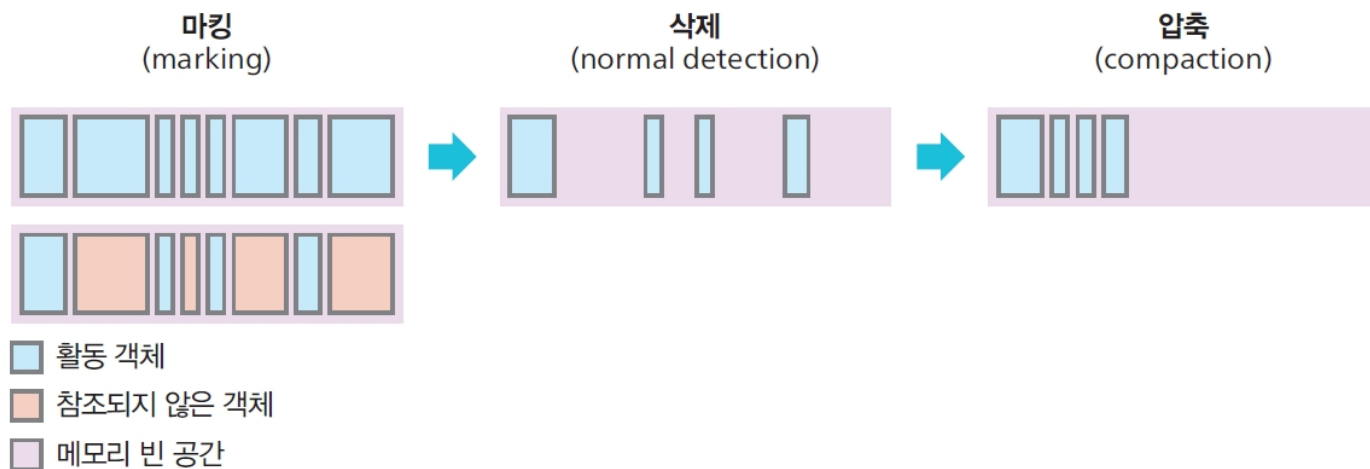 마킹
(marking)
삭제
(normal detection)
압축
(compaction)
활동 객체
참조되지 않은 객체
메모리 빈 공간